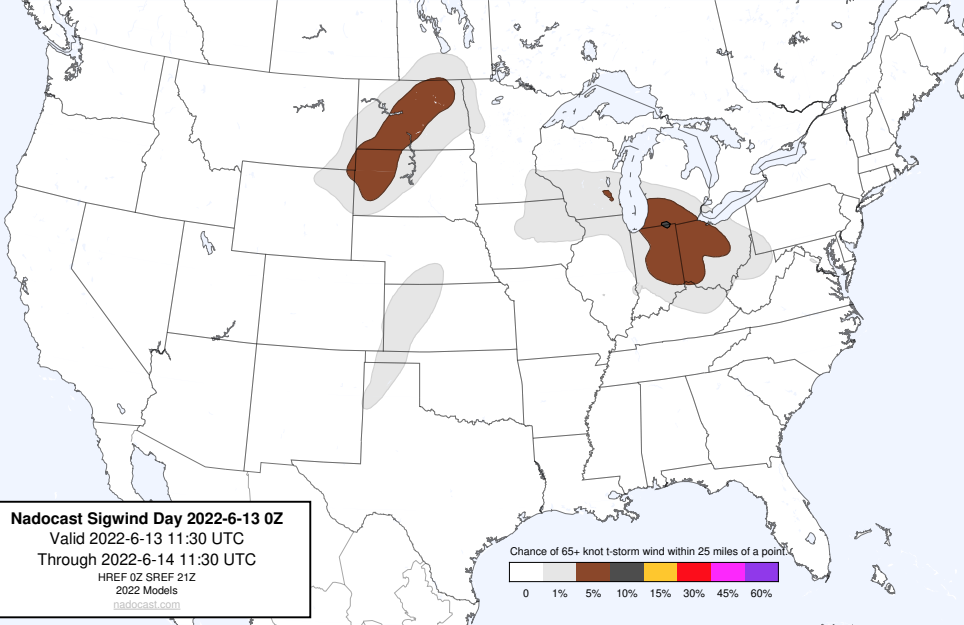 Nadocast Sigwind Day 2022-6-13 0Z
Valid 2022-6-13 11:30 UTC
Through 2022-6-14 11:30 UTC
HREF 0Z SREF 21Z
2022 Models
nadocast.com
Chance of 65+ knot t-storm wind within 25 miles of a point.
0 1% 5% 10% 15% 30% 45% 60%